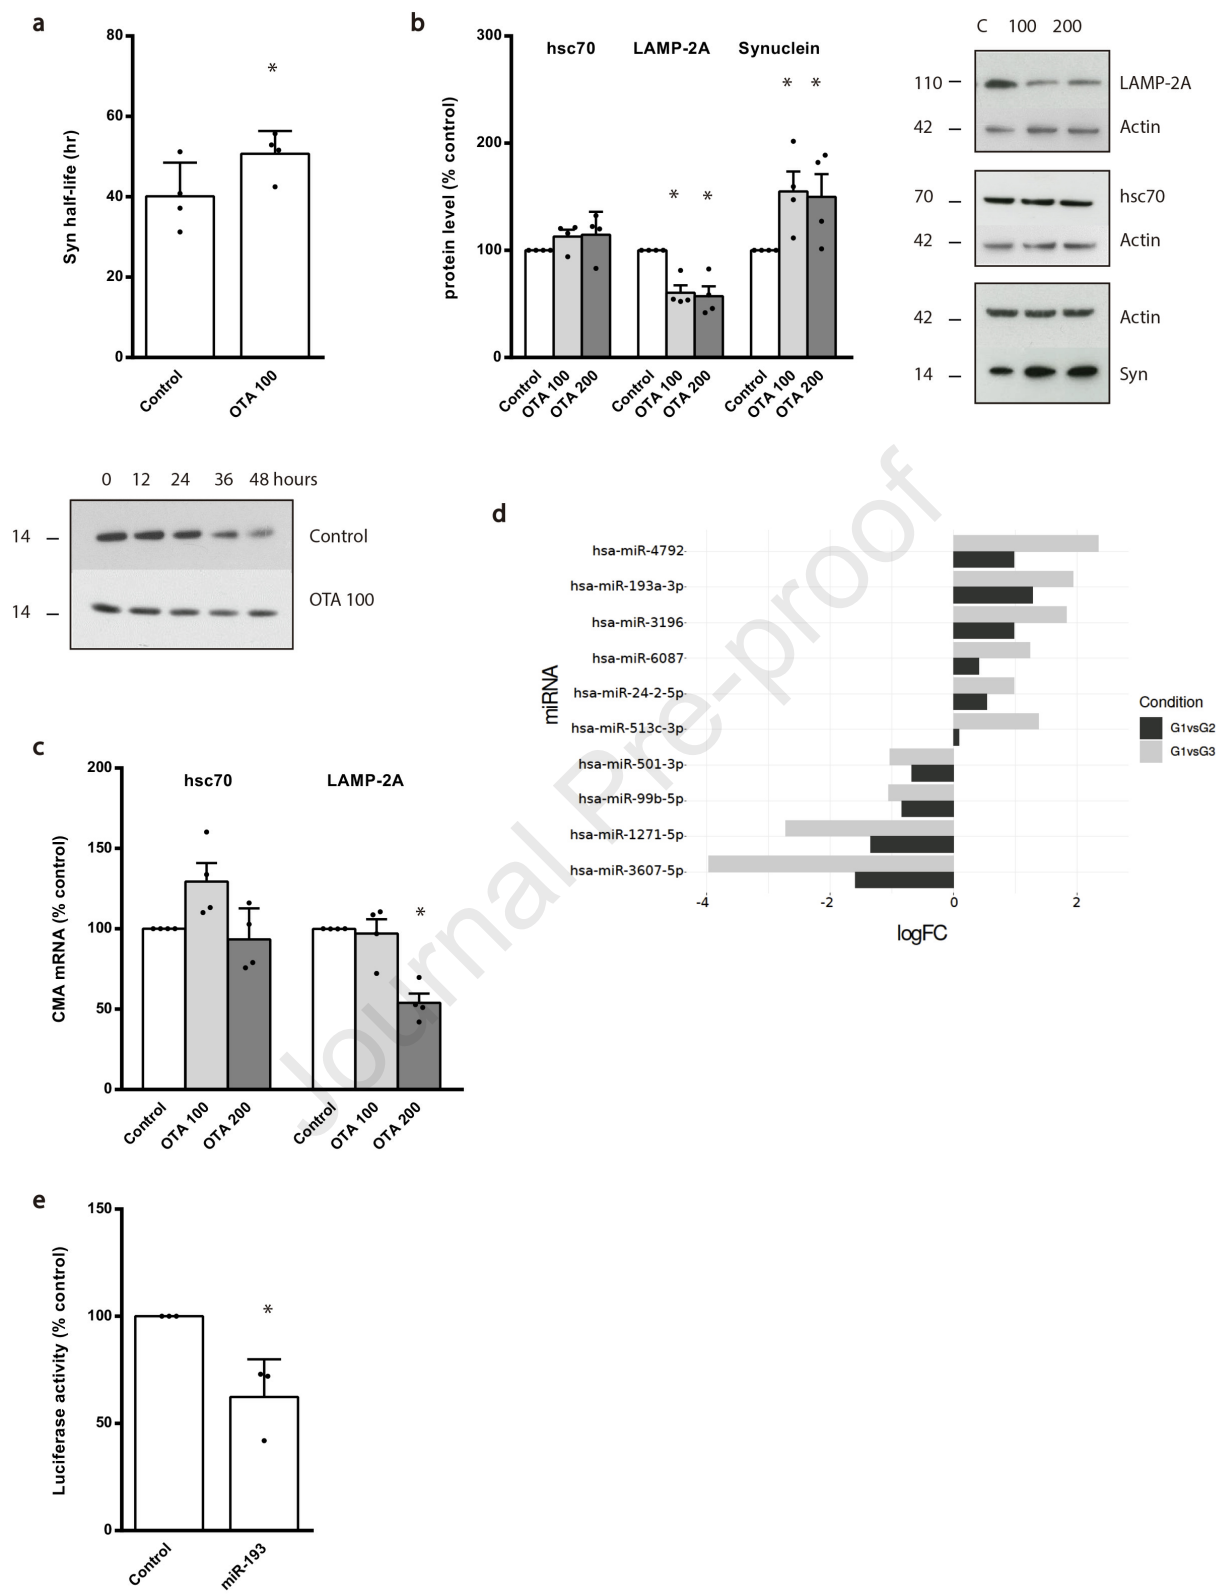 a
80
60
40
20
0
Syn half-life (hr)
*
Control
OTA 100
0 12 24 36 48 hours
14 — Control
14 — OTA 100
b
300
200
100
0
protein level (% control)
hsc70 LAMP-2A Synuclein
* * * *
Control OTA 100 OTA 200 Control OTA 100 OTA 200 Control OTA 100 OTA 200
C 100 200
110 — LAMP-2A
42 — Actin
70 — hsc70
42 — Actin
42 — Actin
14 — Syn
c
200
150
100
50
0
CMA mRNA (% control)
hsc70 LAMP-2A
*
Control OTA 100 OTA 200 Control OTA 100 OTA 200
d
miRNA
hsa-miR-4792
hsa-miR-193a-3p
hsa-miR-3196
hsa-miR-6087
hsa-miR-24-2-5p
hsa-miR-513c-3p
hsa-miR-501-3p
hsa-miR-99b-5p
hsa-miR-1271-5p
hsa-miR-3607-5p
-4 -2 0 2
logFC
Condition
G1vsG2
G1vsG3
e
150
100
50
0
Luciferase activity (% control)
*
Control
miR-193
Journal Pre-proof